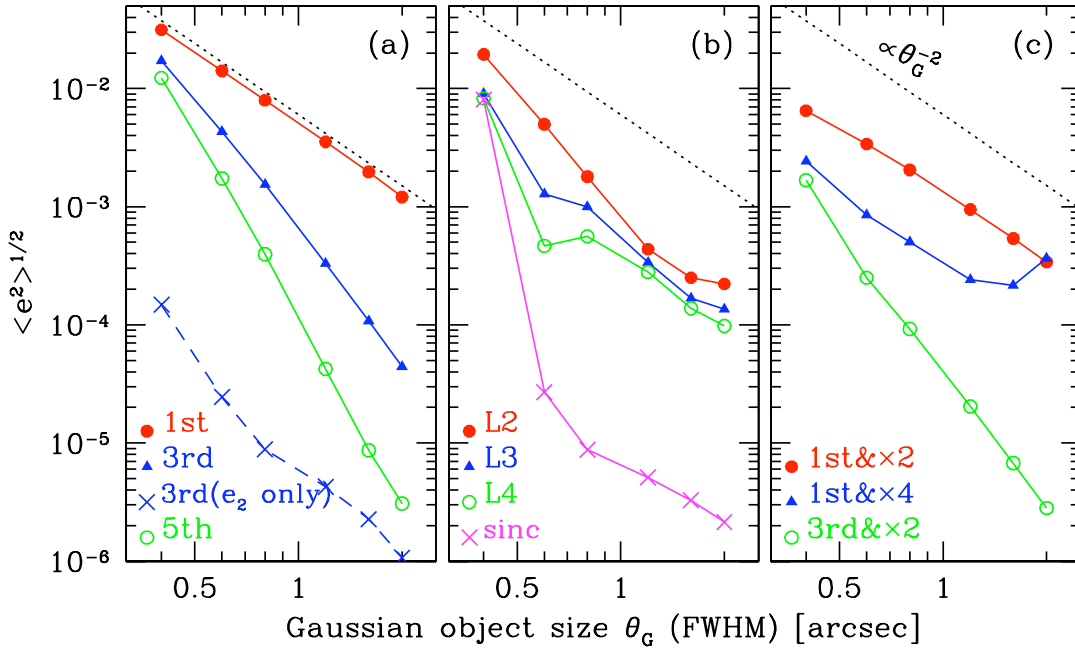 (a)
(b)
(c)
∝θ_G^-2
10^-2
10^-3
10^-4
10^-5
10^-6
<e²>^1/2
1st
3rd
3rd(e₂ only)
5th
L2
L3
L4
sinc
1st&×2
1st&×4
3rd&×2
0.5 1
0.5 1
0.5 1
Gaussian object size θ_G (FWHM) [arcsec]